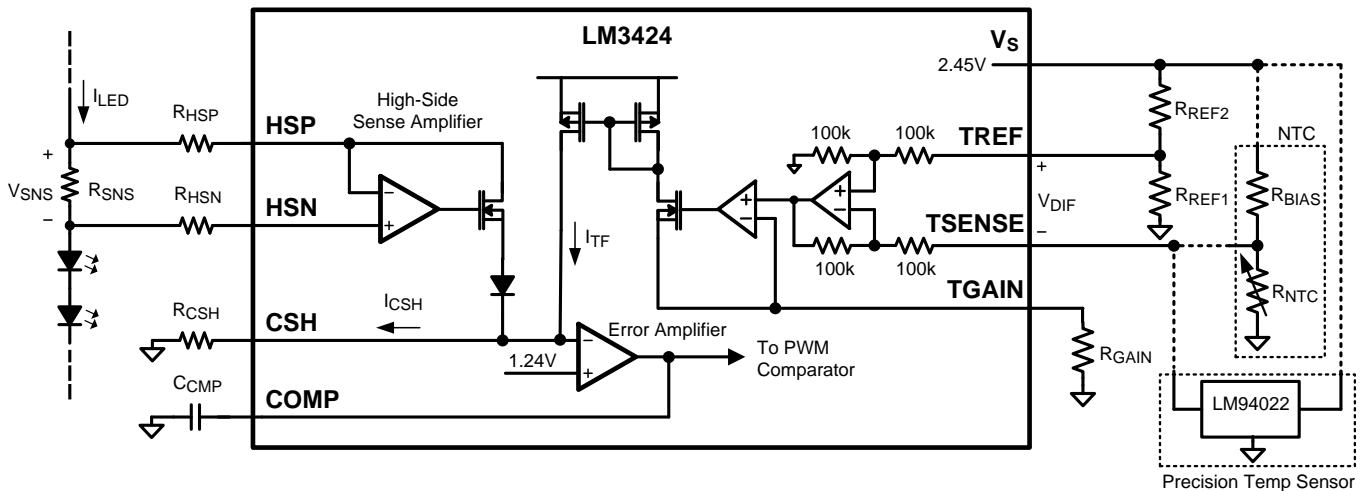 LM3424
VS
2.45V
ILED
RHSP
HSP
High-Side
Sense Amplifier
100k
100k
TREF
RREF2
NTC
+
VSNS
−
RSNS
RHSN
HSN
−
+
+
−
+
−
+
VDIF
−
RREF1
RBIAS
TSENSE
ITF
100k
100k
RNTC
TGAIN
ICSH
RCSH
CSH
Error Amplifier
−
+
1.24V
To PWM
Comparator
RGAIN
CCMP
COMP
LM94022
Precision Temp Sensor